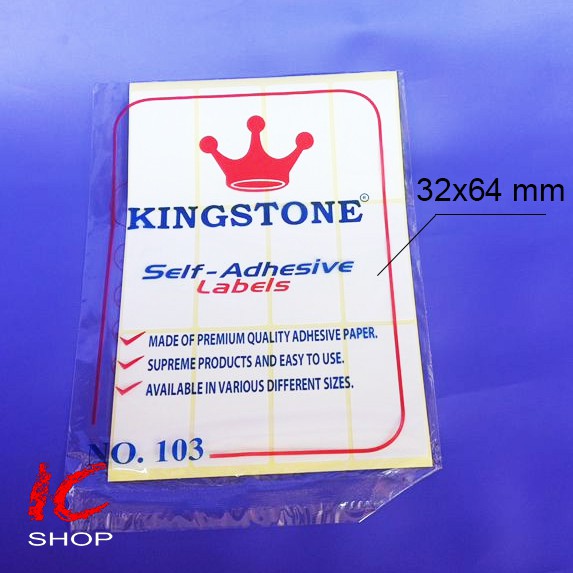 32x64 mm
KINGSTONE®
Self-Adhesive
Labels
MADE OF PREMIUM QUALITY ADHESIVE PAPER.
SUPREME PRODUCTS AND EASY TO USE.
AVAILABLE IN VARIOUS DIFFERENT SIZES.
NO. 103
IC
SHOP